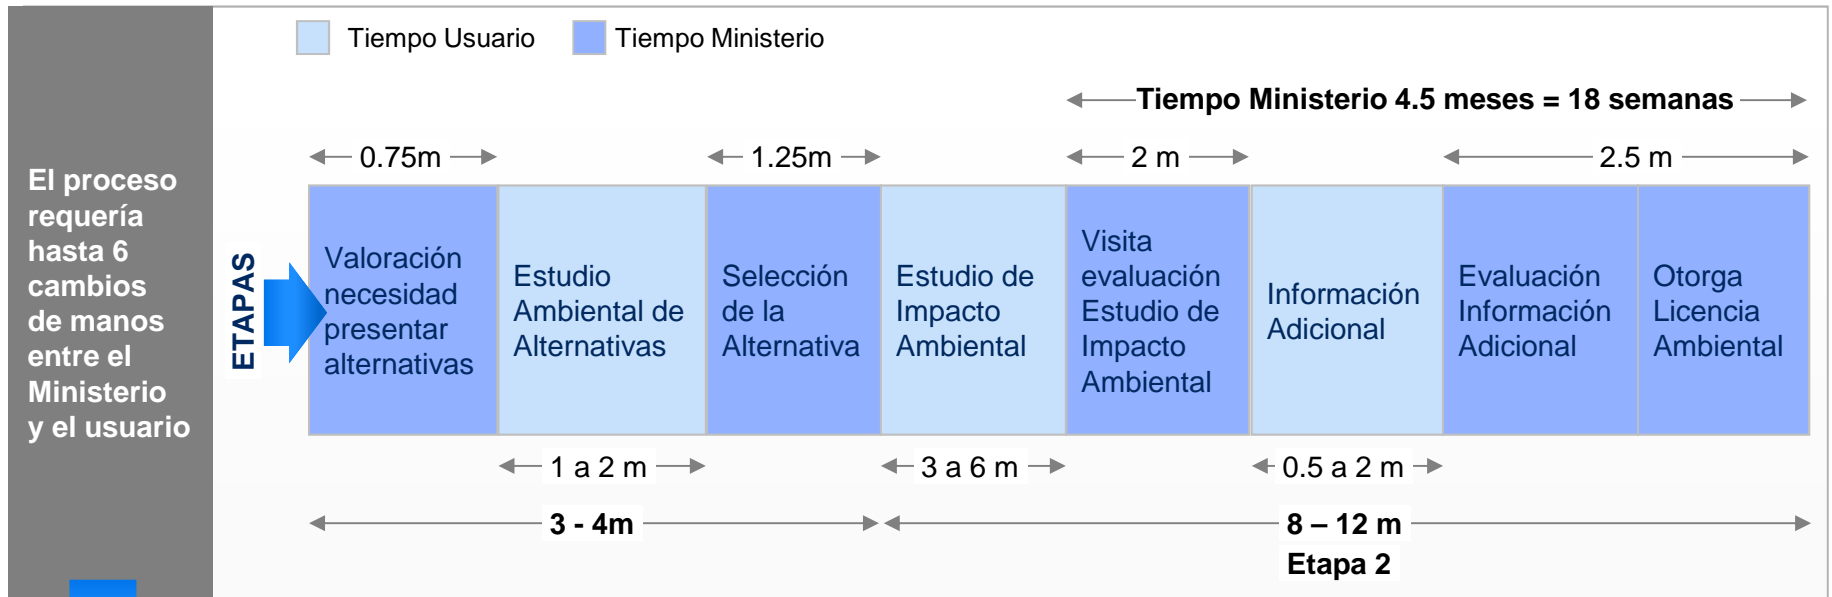 Tiempo Usuario
Tiempo Ministerio
Tiempo Ministerio 4.5 meses = 18 semanas
0.75m
1.25m
2 m
2.5 m
El proceso
requería
hasta 6
cambios
de manos
entre el
Ministerio
y el usuario
ETAPAS
Valoración
necesidad
presentar
alternativas
Estudio
Ambiental de
Alternativas
Selección
de la
Alternativa
Estudio de
Impacto
Ambiental
Visita
evaluación
Estudio de
Impacto
Ambiental
Información
Adicional
Evaluación
Información
Adicional
Otorga
Licencia
Ambiental
1 a 2 m
3 a 6 m
0.5 a 2 m
3 - 4m
8 – 12 m
Etapa 2